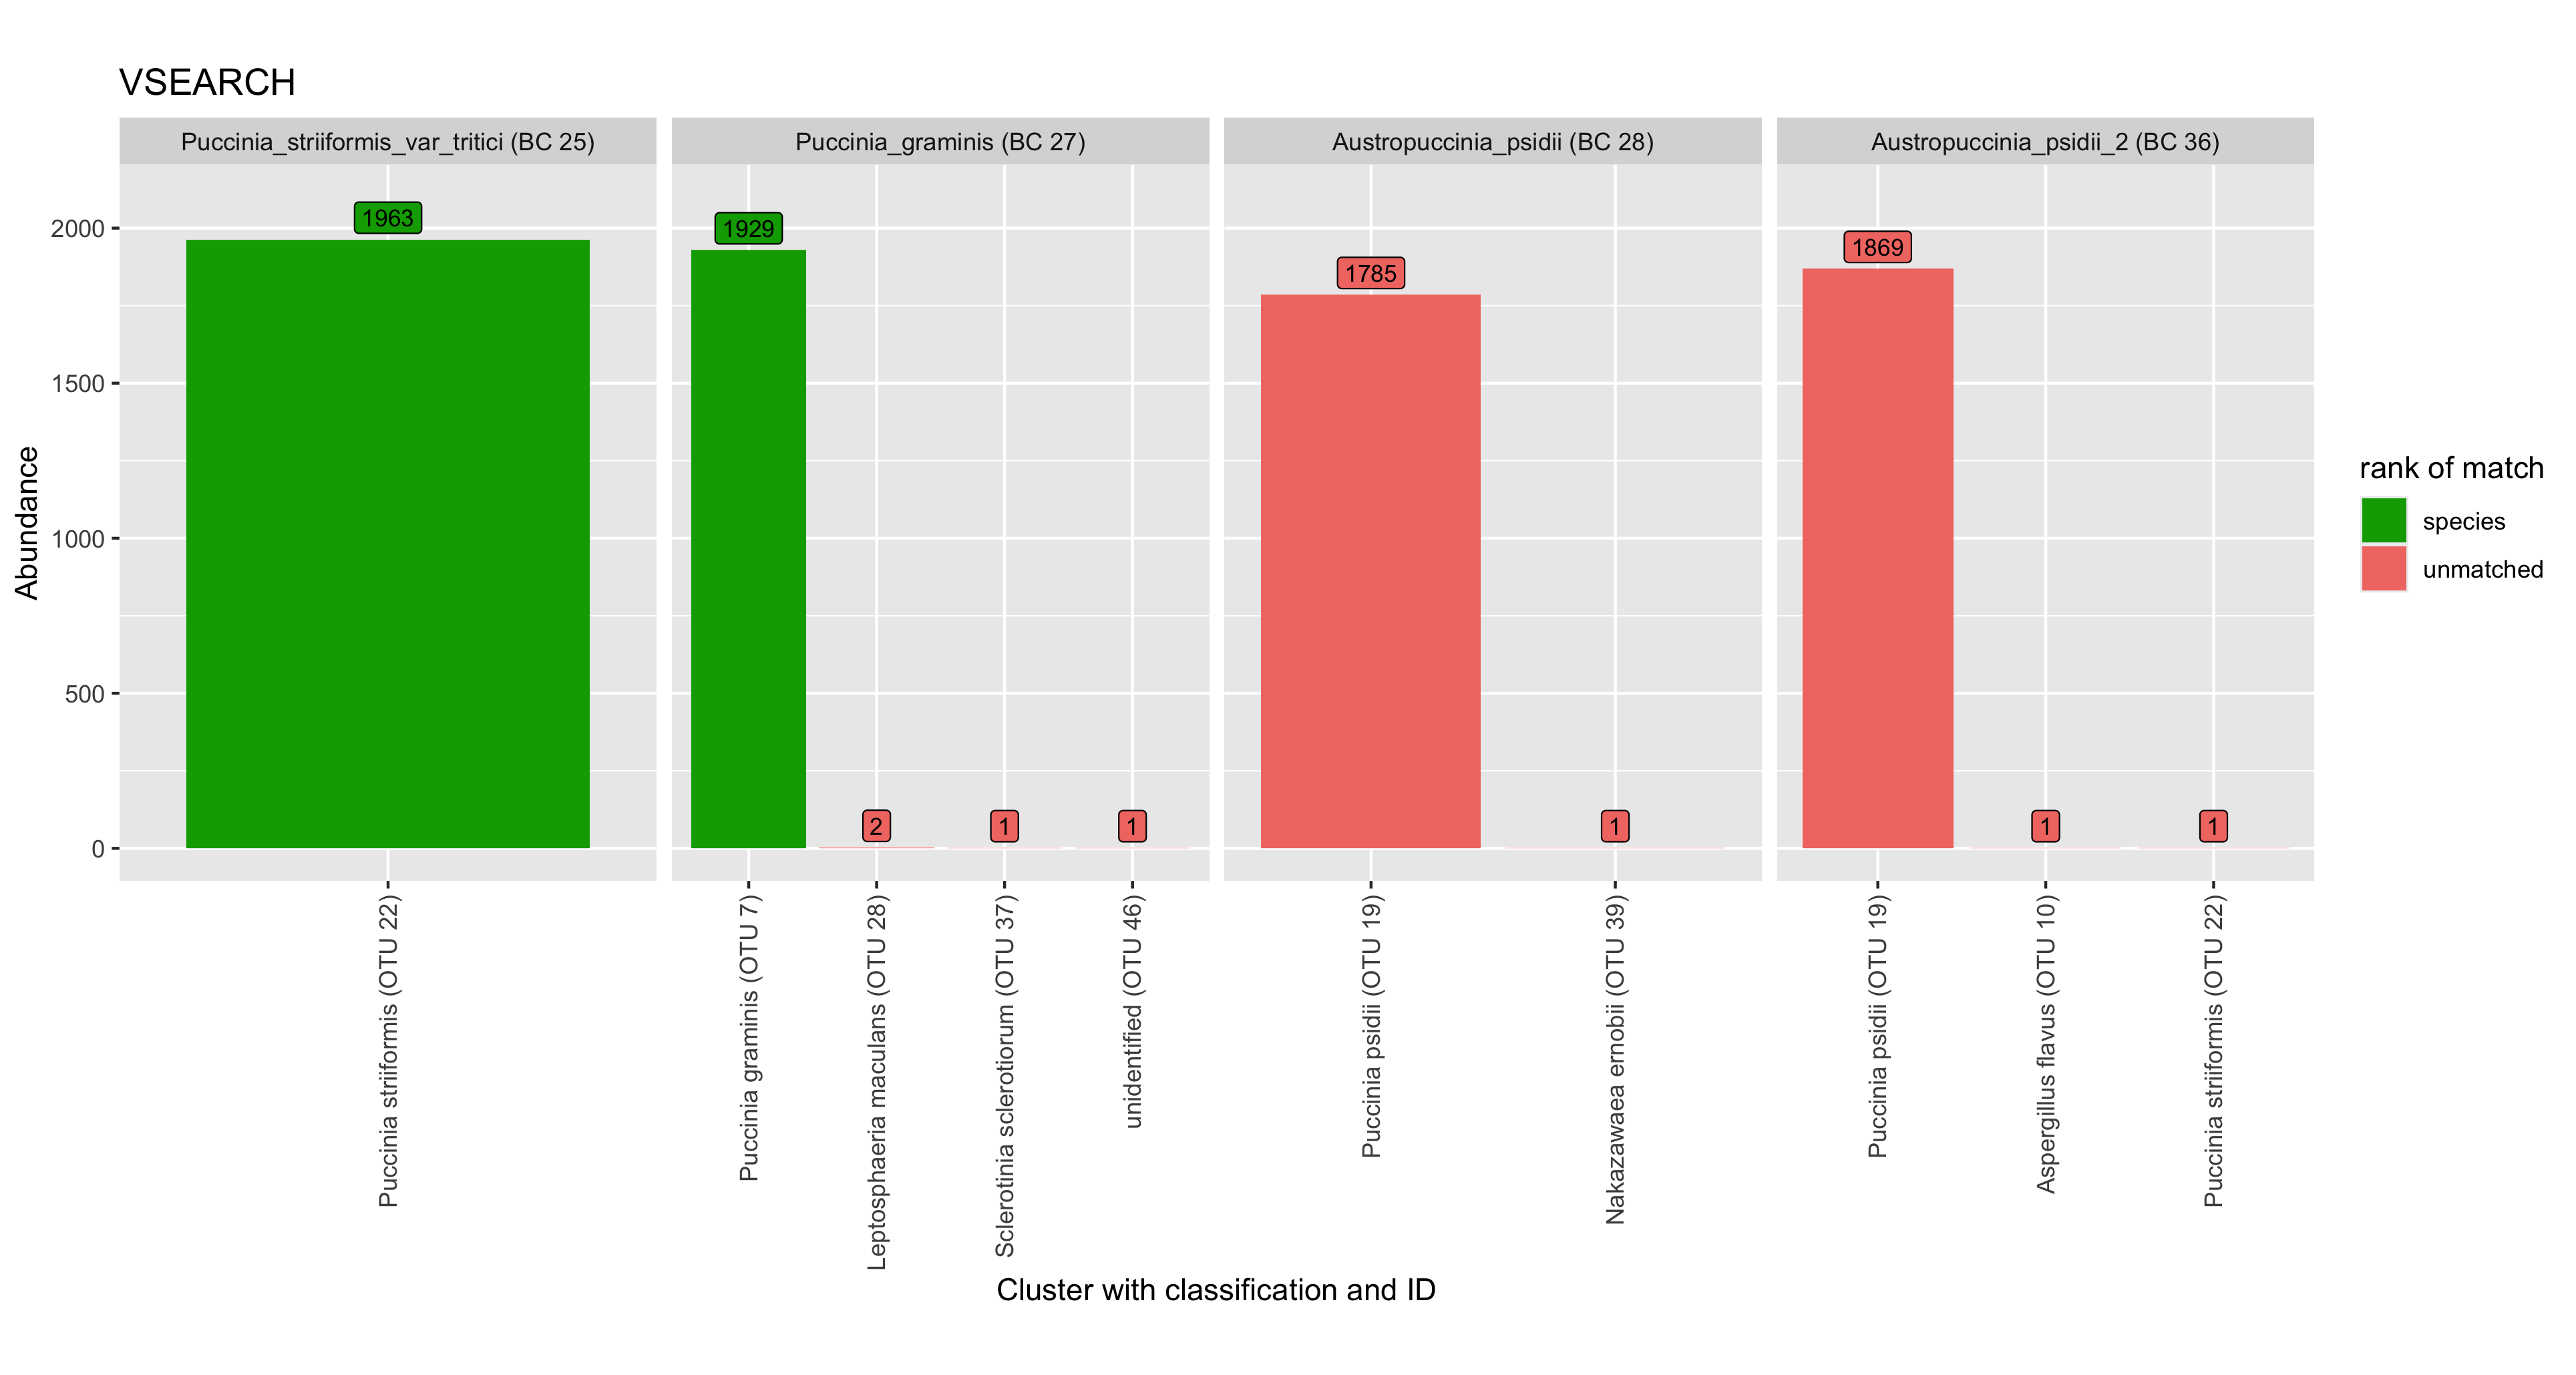 VSEARCH
Puccinia_striiformis_var_tritici (BC 25)
Puccinia_graminis (BC 27)
Austropuccinia_psidii (BC 28)
Austropuccinia_psidii_2 (BC 36)
Abundance
2000
1500
1000
500
0
1963
1929
2
1
1
1785
1
1869
1
1
Puccinia striiformis (OTU 22)
Puccinia graminis (OTU 7)
Leptosphaeria maculans (OTU 28)
Sclerotinia sclerotiorum (OTU 37)
unidentified (OTU 46)
Puccinia psidii (OTU 19)
Nakazawaea ernobii (OTU 39)
Puccinia psidii (OTU 19)
Aspergillus flavus (OTU 10)
Puccinia striiformis (OTU 22)
Cluster with classification and ID
rank of match
species
unmatched